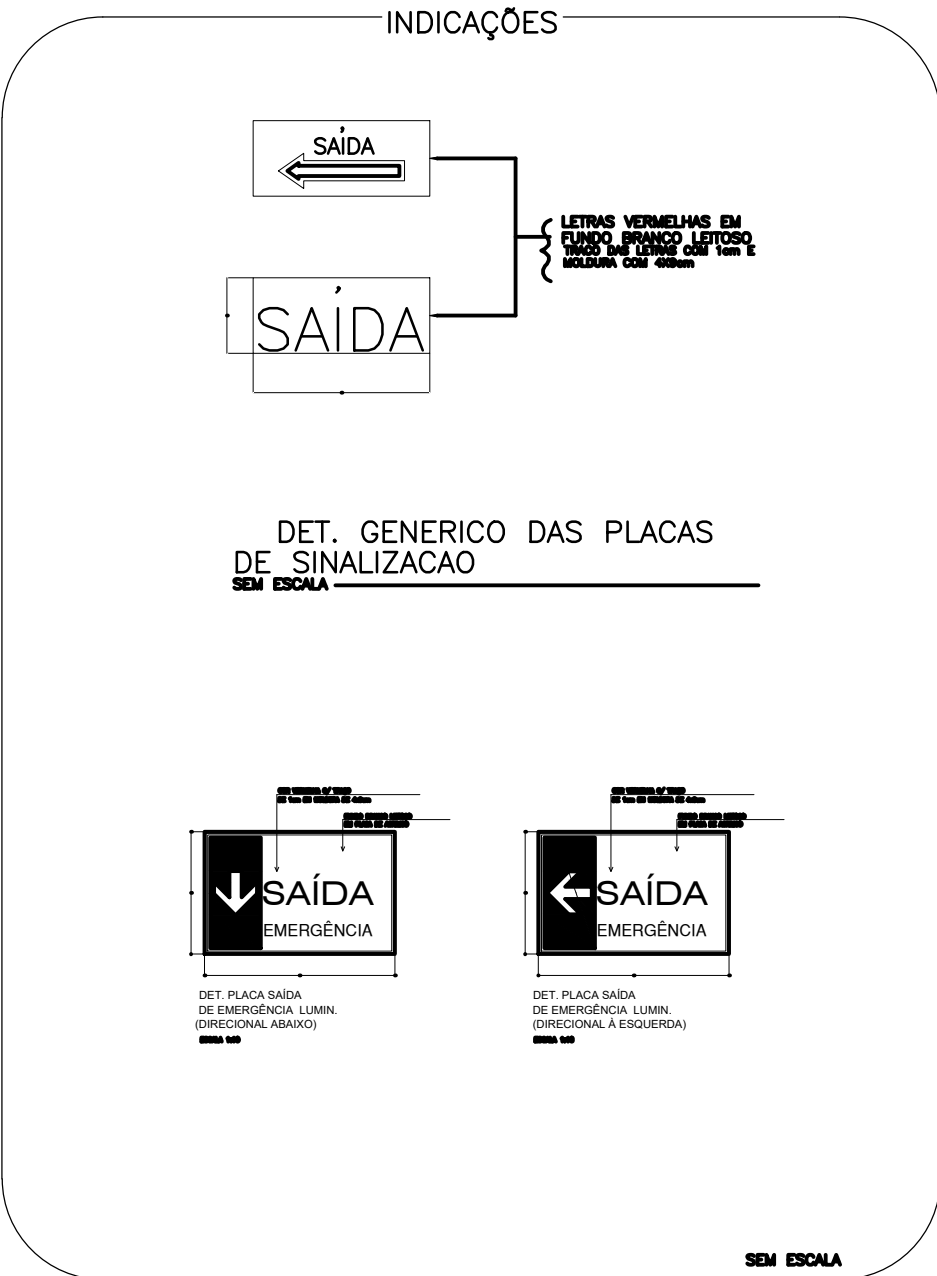 INDICAÇÕES
SAÍDA
LETRAS VERMELHAS EM
FUNDO BRANCO LEITOSO
TRACO DAS LETRAS COM 1cm E
MOLDURA COM
SAÍDA
DET. GENERICO DAS PLACAS
DE SINALIZACAO
SEM ESCALA
SAÍDA
EMERGÊNCIA
DET. PLACA SAÍDA
DE EMERGÊNCIA LUMIN.
(DIRECIONAL ABAIXO)
SAÍDA
EMERGÊNCIA
DET. PLACA SAÍDA
DE EMERGÊNCIA LUMIN.
(DIRECIONAL À ESQUERDA)
SEM ESCALA